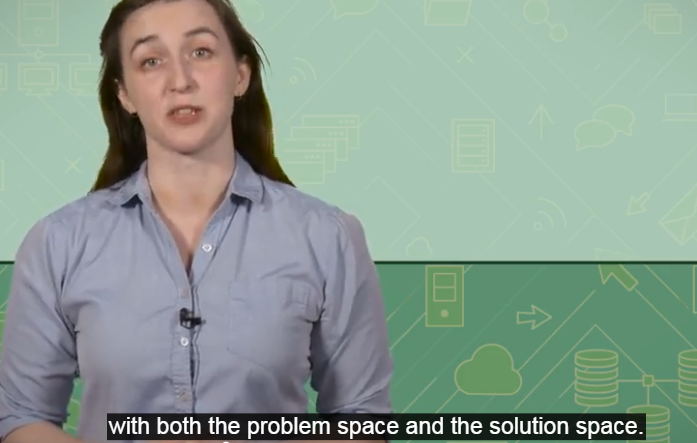 with both the problem space and the solution space.